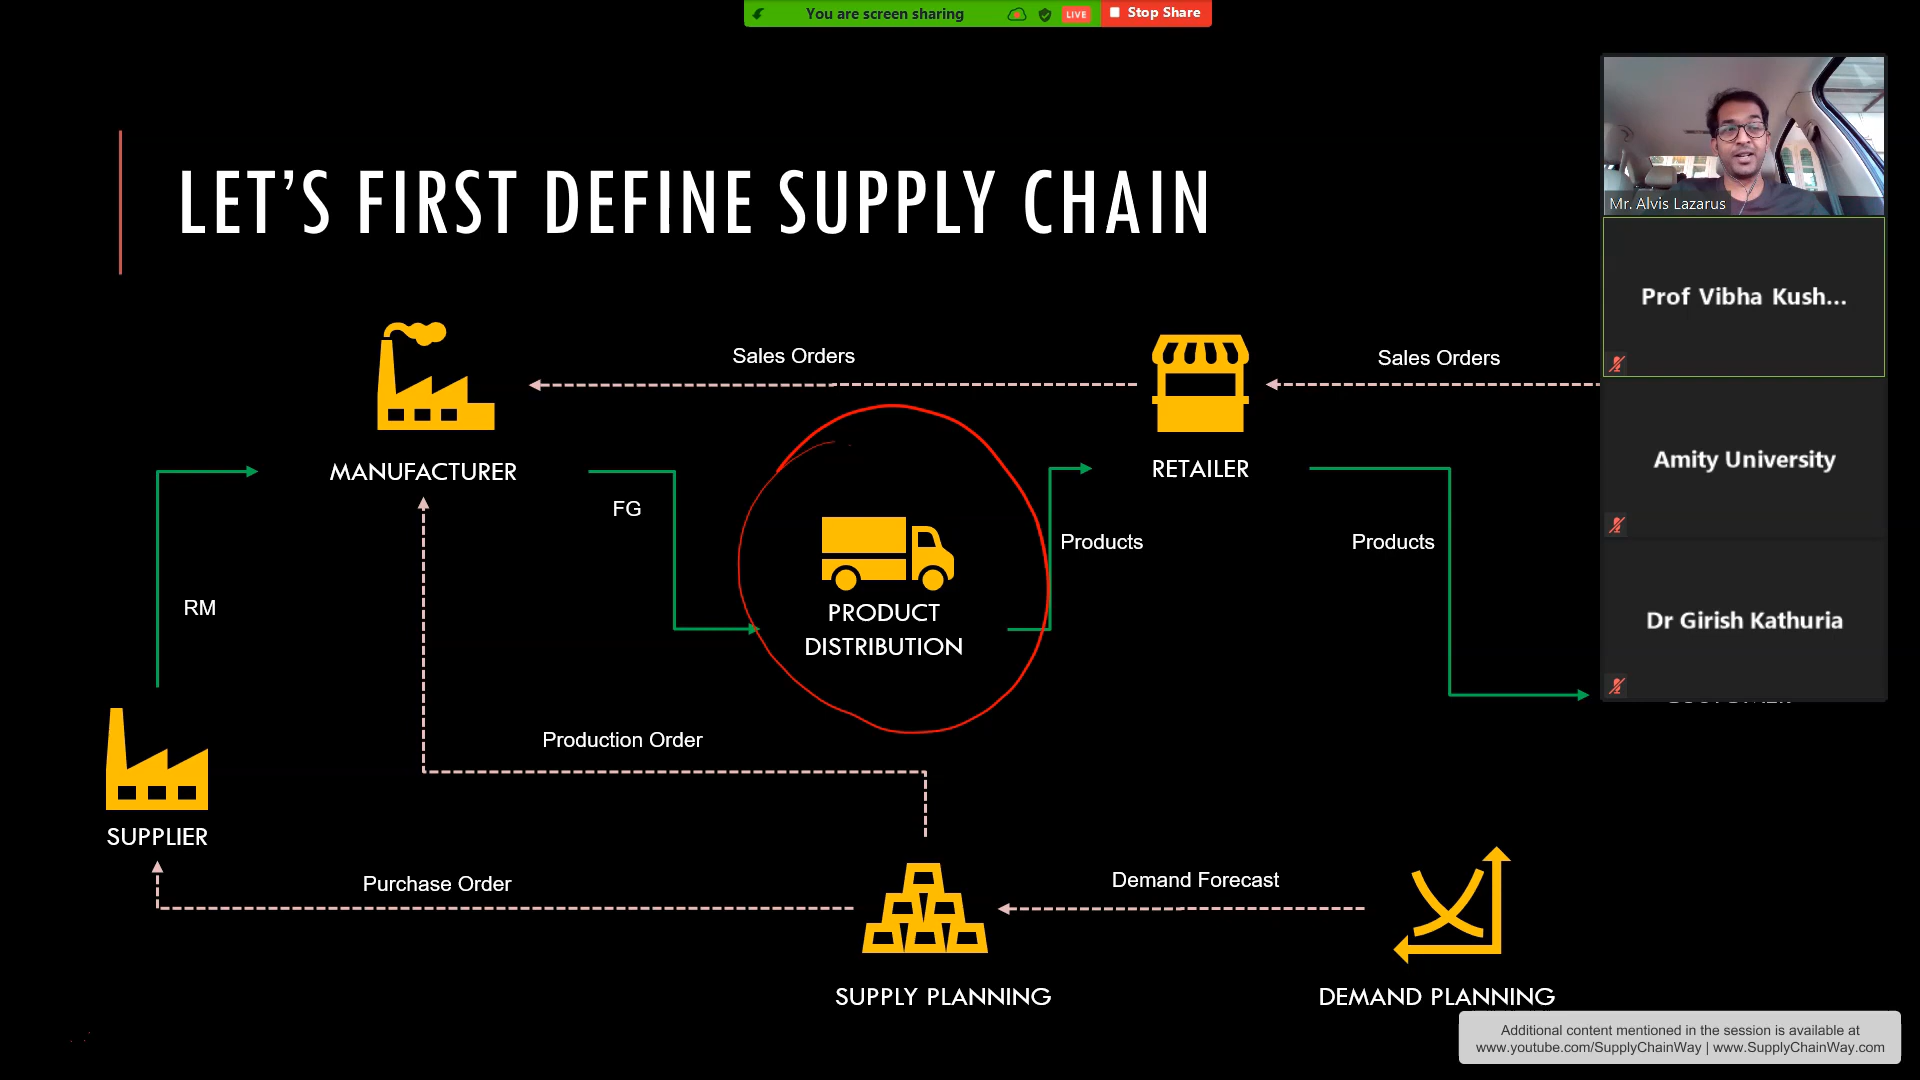 You are screen sharing
LIVE
Stop Share
LET'S FIRST DEFINE SUPPLY CHAIN
Mr. Alvis Lazarus
Prof Vibha Kush...
Amity University
Dr Girish Kathuria
Sales Orders
Sales Orders
MANUFACTURER
RETAILER
FG
Products
Products
RM
PRODUCT
DISTRIBUTION
Production Order
SUPPLIER
Purchase Order
Demand Forecast
SUPPLY PLANNING
DEMAND PLANNING
Additional content mentioned in the session is available at
www.youtube.com/SupplyChainWay | www.SupplyChainWay.com